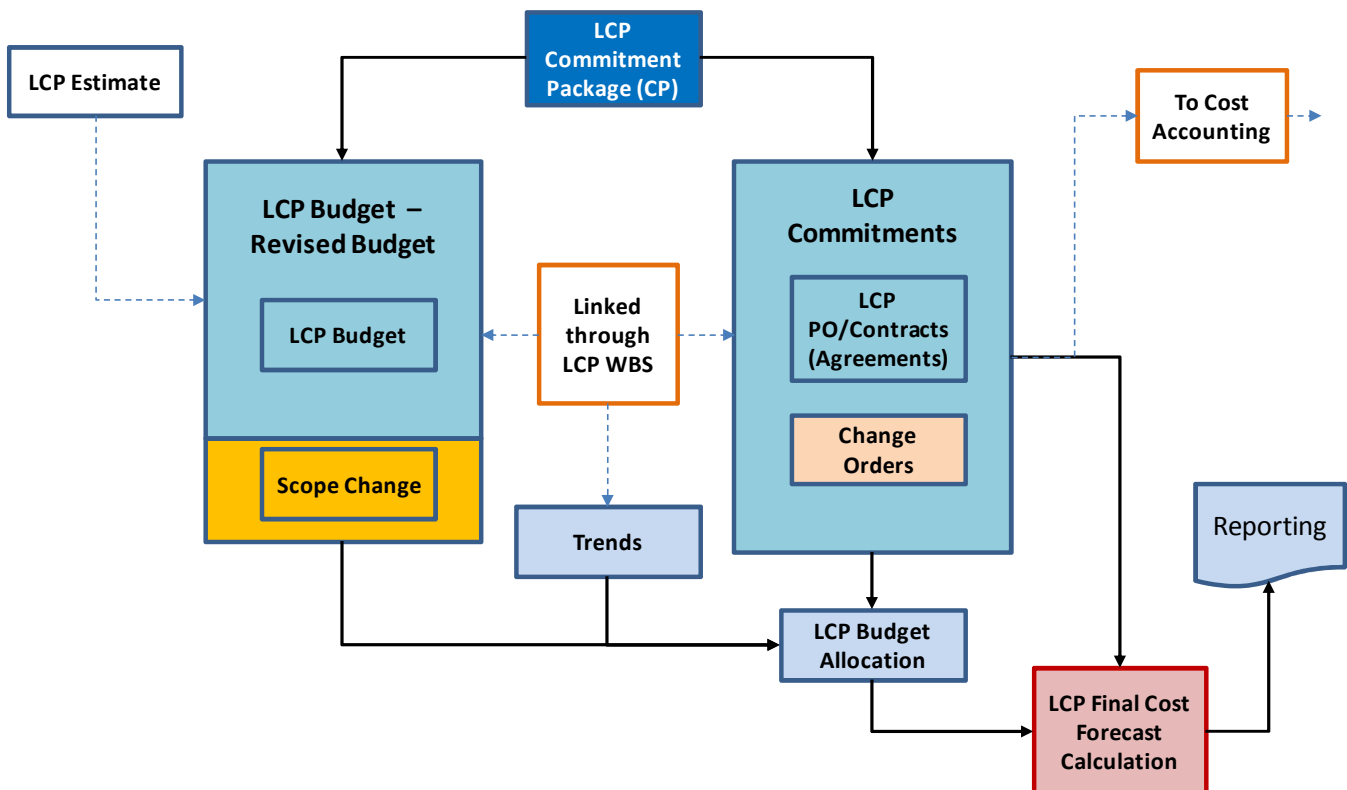 LCP
Commitment
Package (CP)
LCP Estimate
To Cost
Accounting
LCP Budget –
Revised Budget
LCP Budget
Scope Change
Linked
through
LCP WBS
Trends
LCP
Commitments
LCP
PO/Contracts
(Agreements)
Change
Orders
LCP Budget
Allocation
Reporting
LCP Final Cost
Forecast
Calculation